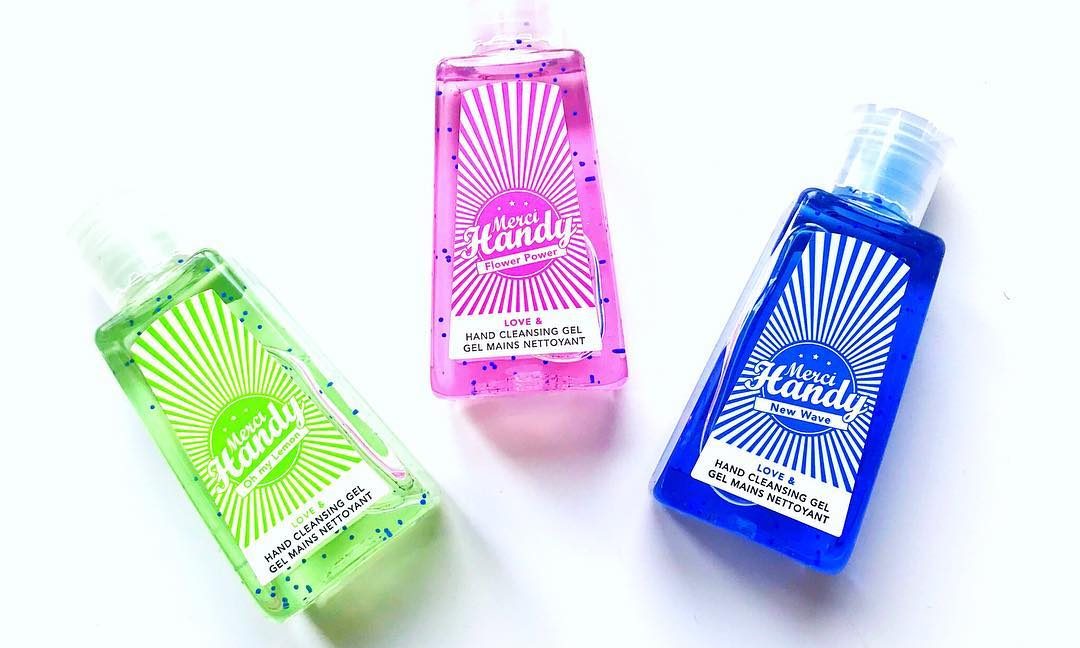 Merci
Handy
Oh my Lemon
LOVE &
HAND CLEANSING GEL
GEL MAINS NETTOYANT
Merci
Handy
Flower Power
LOVE &
HAND CLEANSING GEL
GEL MAINS NETTOYANT
Merci
Handy
New Wave
LOVE &
HAND CLEANSING GEL
GEL MAINS NETTOYANT